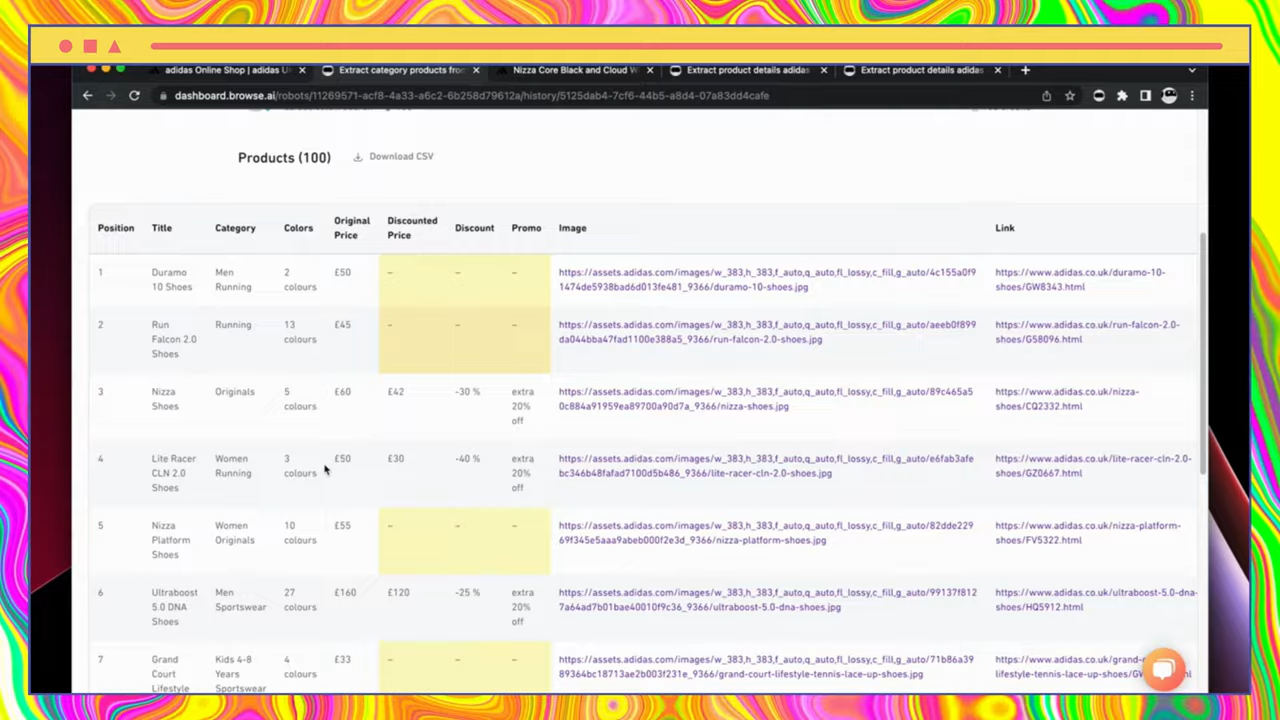 adidas Online Shop | adidas U
Extract category products from
Nizza Core Black and Cloud W
Extract product details adidas
Extract product details adidas
dashboard.browse.ai/robots/11269571-acf8-4a33-a6c2-6b258d79612a/history/5125dab4-7cf6-44b5-a8d4-07a83dd4cafe
Products (100)
Download CSV
Position Title Category Colors Original Price Discounted Price Discount Promo Image Link
1 Duramo 10 Shoes Men Running 2 colours £50 – – – https://assets.adidas.com/images/w_383,h_383,f_auto,q_auto,fl_lossy,c_fill,g_auto/4c155a0f91474de5938bad6d013fe481_9366/duramo-10-shoes.jpg https://www.adidas.co.uk/duramo-10-shoes/GW8343.html
2 Run Falcon 2.0 Shoes Running 13 colours £45 – – – https://assets.adidas.com/images/w_383,h_383,f_auto,q_auto,fl_lossy,c_fill,g_auto/aeeb0f899da044bba47fad1100e388a5_9366/run-falcon-2.0-shoes.jpg https://www.adidas.co.uk/run-falcon-2.0-shoes/G58096.html
3 Nizza Shoes Originals 5 colours £60 £42 -30 % extra 20% off https://assets.adidas.com/images/w_383,h_383,f_auto,q_auto,fl_lossy,c_fill,g_auto/89c465a50c884a91959ea89700a90d7a_9366/nizza-shoes.jpg https://www.adidas.co.uk/nizza-shoes/CQ2332.html
4 Lite Racer CLN 2.0 Shoes Women Running 3 colours £50 £30 -40 % extra 20% off https://assets.adidas.com/images/w_383,h_383,f_auto,q_auto,fl_lossy,c_fill,g_auto/e6fab3afebc346b48fafad7100d5b486_9366/lite-racer-cln-2.0-shoes.jpg https://www.adidas.co.uk/lite-racer-cln-2.0-shoes/GZ0667.html
5 Nizza Platform Shoes Women Originals 10 colours £55 – – – https://assets.adidas.com/images/w_383,h_383,f_auto,q_auto,fl_lossy,c_fill,g_auto/82dde22969f345e5aaa9abeb000f2e3d_9366/nizza-platform-shoes.jpg https://www.adidas.co.uk/nizza-platform-shoes/FV5322.html
6 Ultraboost 5.0 DNA Shoes Men Sportswear 27 colours £160 £120 -25 % extra 20% off https://assets.adidas.com/images/w_383,h_383,f_auto,q_auto,fl_lossy,c_fill,g_auto/99137f8127a64ad7b01bae40010f9c36_9366/ultraboost-5.0-dna-shoes.jpg https://www.adidas.co.uk/ultraboost-5.0-dna-shoes/HQ5912.html
7 Grand Court Lifestyle Kids 4-8 Years Sportswear 4 colours £33 – – – https://assets.adidas.com/images/w_383,h_383,f_auto,q_auto,fl_lossy,c_fill,g_auto/71b86a3989364bc18713ae2b003f231e_9366/grand-court-lifestyle-tennis-lace-up-shoes.jpg https://www.adidas.co.uk/grand-c lifestyle-tennis-lace-up-shoes/GW ml